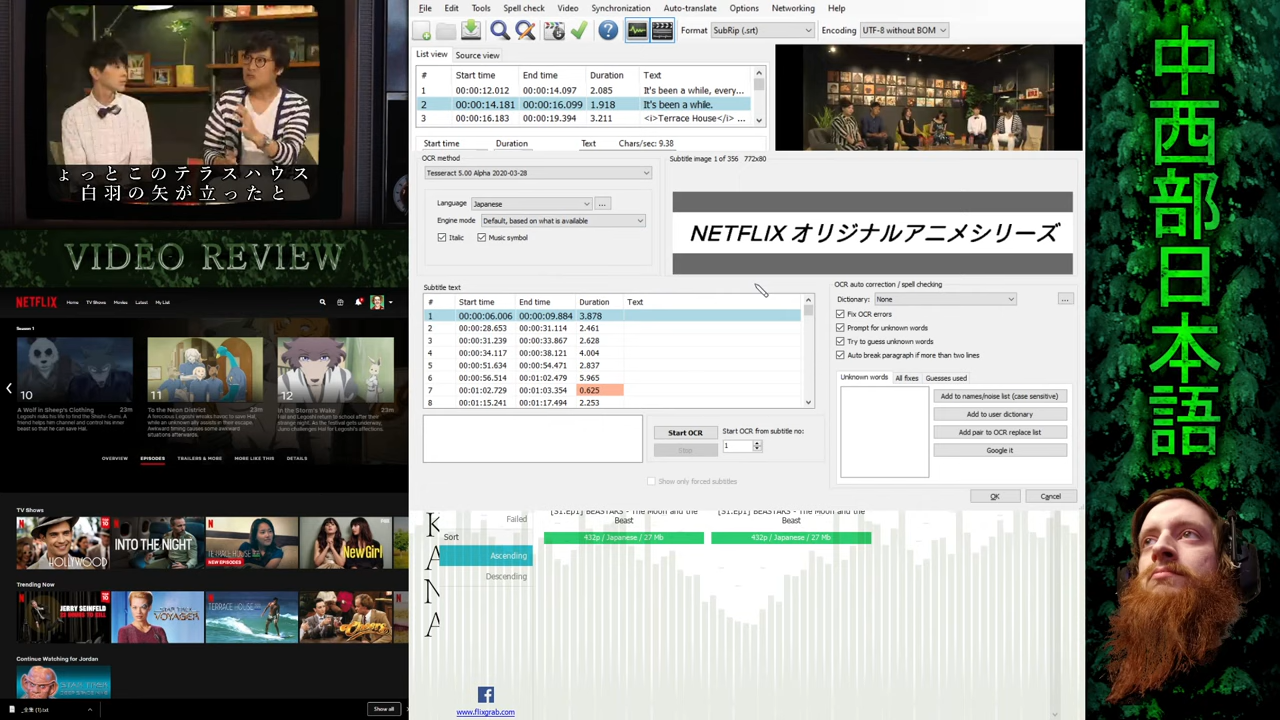 ょっとこのテラスハウス
白羽の矢が立ったと
VIDEO REVIEW
NETFLIX Home TV Shows Movies Latest My List
Season 1
10 11 12
A Wolf in Sheep's Clothing 23m
To the Neon District 23m
In the Storm's Wake 23m
OVERVIEW EPISODES TRAILERS & MORE MORE LIKE THIS DETAILS
TV Shows
HOLLYWOOD
INTO THE NIGHT
TERRACE HOUSE
NEW EPISODES
New Girl
Trending Now
JERRY SEINFELD
23 HOURS TO KILL
STAR TREK
VOYAGER
TERRACE HOUSE
Cheers
Continue Watching for Jordan
STAR TREK
_全集 (1).txt
Show all
File Edit Tools Spell check Video Synchronization Auto-translate Options Networking Help
Format SubRip (.srt) Encoding UTF-8 without BOM
List view Source view
# Start time End time Duration Text
1 00:00:12.012 00:00:14.097 2.085 It's been a while, every...
2 00:00:14.181 00:00:16.099 1.918 It's been a while.
3 00:00:16.183 00:00:19.394 3.211 <i>Terrace House</i> ...
Start time Duration Text Chars/sec: 9.38
OCR method
Tesseract 5.00 Alpha 2020-03-28
Language Japanese ...
Engine mode Default, based on what is available
Italic Music symbol
Subtitle image 1 of 356 772x80
NETFLIX オリジナルアニメシリーズ
Subtitle text
# Start time End time Duration Text
1 00:00:06.006 00:00:09.884 3.878
2 00:00:28.653 00:00:31.114 2.461
3 00:00:31.239 00:00:33.867 2.628
4 00:00:34.117 00:00:38.121 4.004
5 00:00:51.634 00:00:54.471 2.837
6 00:00:56.514 00:01:02.479 5.965
7 00:01:02.729 00:01:03.354 0.625
8 00:01:15.241 00:01:17.494 2.253
Start OCR
Stop
Start OCR from subtitle no:
1
Show only forced subtitles
OCR auto correction / spell checking
Dictionary: None ...
Fix OCR errors
Prompt for unknown words
Try to guess unknown words
Auto break paragraph if more than two lines
Unknown words All fixes Guesses used
Add to names/noise list (case sensitive)
Add to user dictionary
Add pair to OCR replace list
Google it
OK Cancel
KANA
Failed
Sort
Ascending
Descending
[S1.Ep1] BEASTARS - The Moon and the
Beast
432p / Japanese / 27 Mb
[S1.Ep1] BEASTARS - The Moon and the
Beast
432p / Japanese / 27 Mb
www.flixgrab.com
中西部日本語